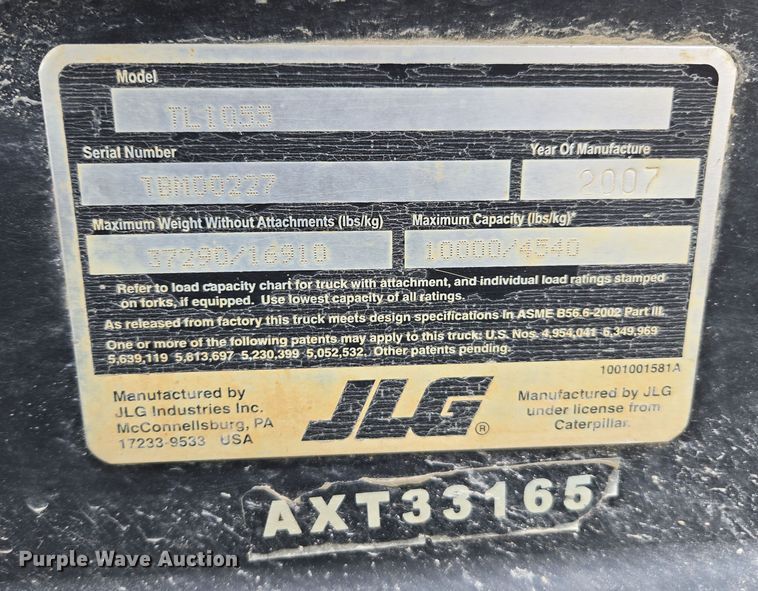 Model
TL1055
Serial Number
Year Of Manufacture
TBM00227
2007
Maximum Weight Without Attachments (lbs/kg)
Maximum Capacity (lbs/kg)*
37290/16910
10000/4540
* Refer to load capacity chart for truck with attachment, and individual load ratings stamped
on forks, if equipped. Use lowest capacity of all ratings.
As released from factory this truck meets design specifications in ASME B56.6-2002 Part III.
One or more of the following patents may apply to this truck: U.S. Nos. 4,954,041 6,349,969
5,639,119 5,613,697 5,230,399 5,052,532. Other patents pending.
1001001581A
Manufactured by
JLG Industries Inc.
McConnellsburg, PA
17233-9533 USA
JLG®
Manufactured by JLG
under license from
Caterpillar.
AXT33165
Purple Wave Auction